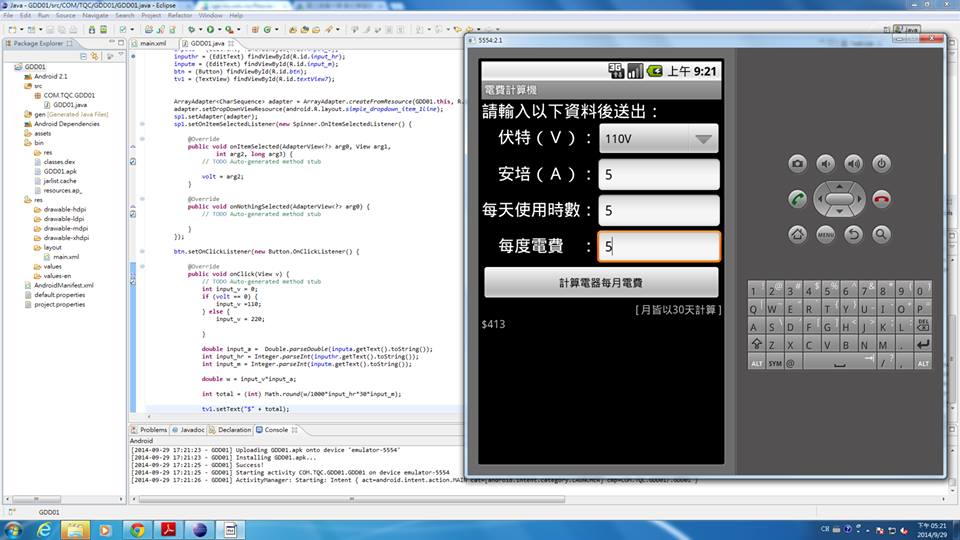 Java - GDD01/src/COM/TQC/GDD01/GDD01.java - Eclipse
File Edit Source Refactor Navigate Search Project Run Window Help
Java
Package Explorer
GDD01
Android 2.1
src
COM.TQC.GDD01
GDD01.java
gen [Generated Java Files]
Android Dependencies
assets
bin
res
classes.dex
GDD01.apk
jarlist.cache
resources.ap_
res
drawable-hdpi
drawable-ldpi
drawable-mdpi
drawable-xhdpi
layout
main.xml
values
values-en
AndroidManifest.xml
default.properties
project.properties
main.xml
GDD01.java
inputhr = (EditText) findViewById(R.id.input_hr);
inputm = (EditText) findViewById(R.id.input_m);
btn = (Button) findViewById(R.id.btn);
tv1 = (TextView) findViewById(R.id.textView7);
ArrayAdapter<CharSequence> adapter = ArrayAdapter.createFromResource(GDD01.this, R.
adapter.setDropDownViewResource(android.R.layout.simple_dropdown_item_1line);
sp1.setAdapter(adapter);
sp1.setOnItemSelectedListener(new Spinner.OnItemSelectedListener() {
@Override
public void onItemSelected(AdapterView<?> arg0, View arg1,
int arg2, long arg3) {
// TODO Auto-generated method stub
volt = arg2;
}
@Override
public void onNothingSelected(AdapterView<?> arg0) {
// TODO Auto-generated method stub
}
});
btn.setOnClickListener(new Button.OnClickListener() {
@Override
public void onClick(View v) {
// TODO Auto-generated method stub
int input_v = 0;
if (volt == 0) {
input_v =110;
} else {
input_v = 220;
}
double input_a = Double.parseDouble(inputa.getText().toString());
int input_hr = Integer.parseInt(inputhr.getText().toString());
int input_m = Integer.parseInt(inputm.getText().toString());
double w = input_v*input_a;
int total = (int) Math.round(w/1000*input_hr*30*input_m);
tv1.setText("$" + total);
Problems Javadoc Declaration Console
Android
[2014-09-29 17:21:23 - GDD01] Uploading GDD01.apk onto device 'emulator-5554'
[2014-09-29 17:21:23 - GDD01] Installing GDD01.apk...
[2014-09-29 17:21:25 - GDD01] Success!
[2014-09-29 17:21:25 - GDD01] Starting activity COM.TQC.GDD01.GDD01 on device emulator-5554
[2014-09-29 17:21:26 - GDD01] ActivityManager: Starting: Intent { act=android.intent.action.MAIN
5554:2.1
3G 上午 9:21
電費計算機
請輸入以下資料後送出：
伏特（V）： 110V
安培（A）： 5
每天使用時數： 5
每度電費 ： 5
計算電器每月電費
[ 月皆以30天計算 ]
$413
MENU
1 2 3 4 5 6 7 8 9 0
Q W E R T Y U I O P
A S D F G H J K L DEL
Z X C V B N M .
ALT SYM @ / , ALT
GDD01
CH
下午 05:21
2014/9/29